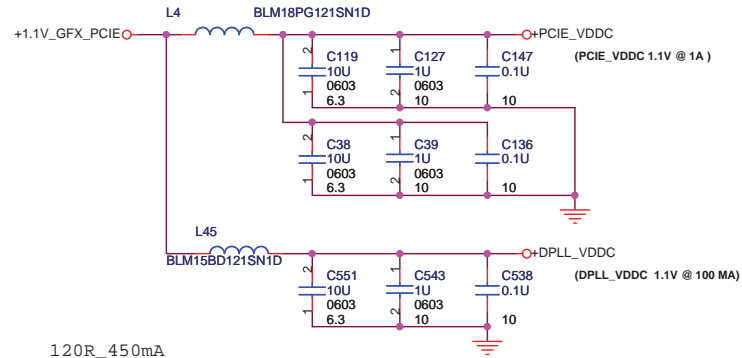 L4
BLM18PG121SN1D
+1.1V_GFX_PCIE
+PCIE_VDDC
(PCIE_VDDC 1.1V @ 1A )
2
C119
10U
0603
6.3
1
1
C127
1U
0603
10
2
C147
0.1U
10
2
C38
10U
0603
6.3
1
1
C39
1U
0603
10
2
C136
0.1U
10
L45
BLM15BD121SN1D
+DPLL_VDDC
(DPLL_VDDC 1.1V @ 100 MA)
2
C551
10U
0603
6.3
1
1
C543
1U
0603
10
2
C538
0.1U
10
120R_450mA